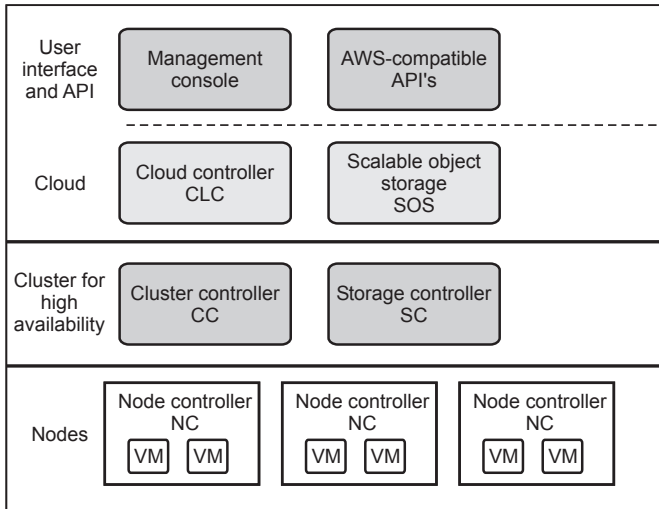 User
interface
and API
Management
console
AWS-compatible
API's
Cloud
Cloud controller
CLC
Scalable object
storage
SOS
Cluster for
high
availability
Cluster controller
CC
Storage controller
SC
Nodes
Node controller
NC
VM VM
Node controller
NC
VM VM
Node controller
NC
VM VM